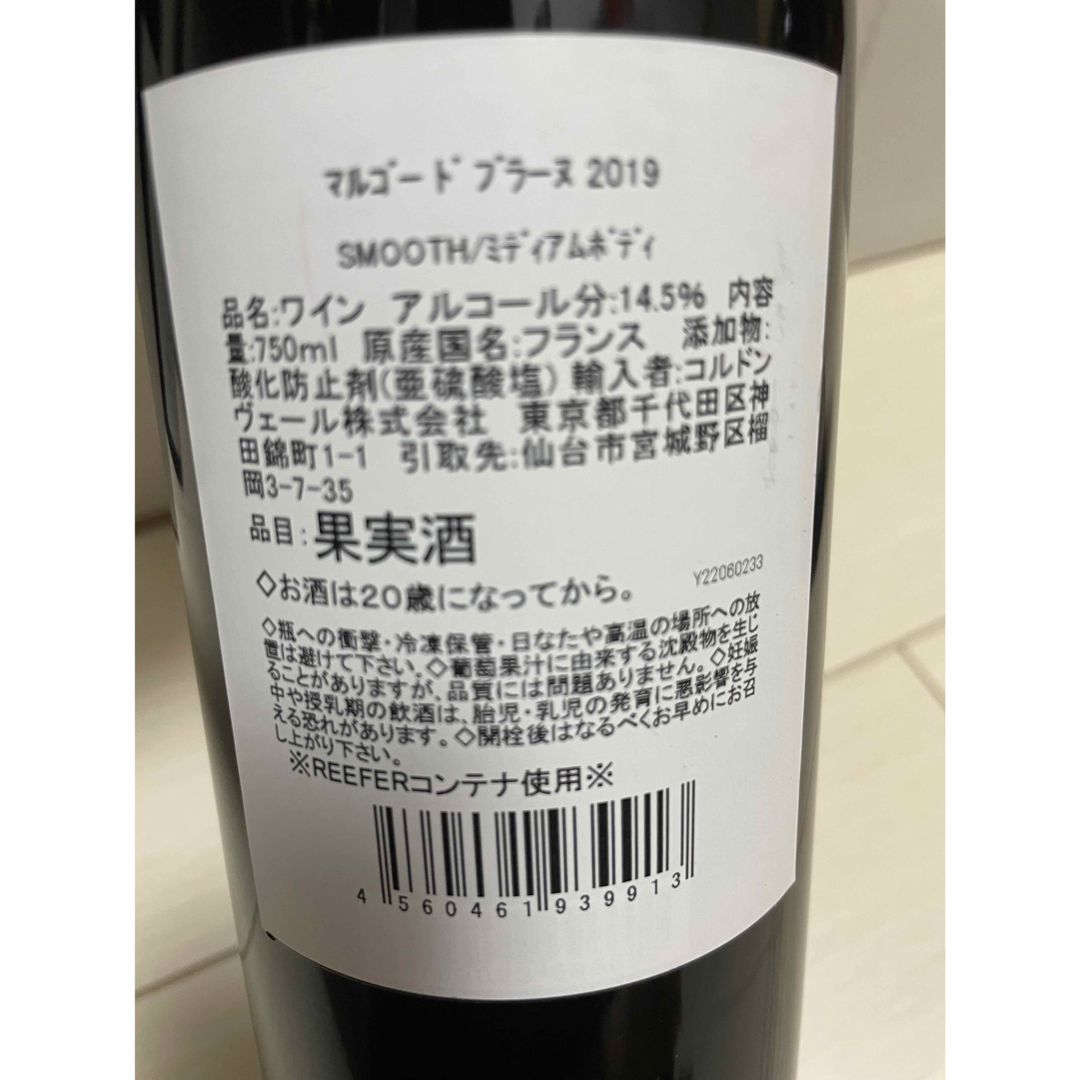 ﾏﾙｺﾞｰ ﾄﾞ ﾌﾞﾗｰﾇ 2019
SMOOTH/ﾐﾃﾞｨｱﾑﾎﾞﾃﾞｨ
品名:ワイン　アルコール分:14.5%　内容
量:750ml　原産国名:フランス　添加物:
酸化防止剤(亜硫酸塩) 輸入者:コルドン
ヴェール株式会社　東京都千代田区神
田錦町1-1　引取先:仙台市宮城野区榴
岡3-7-35
品目:果実酒
◇お酒は20歳になってから。
Y22060233
◇瓶への衝撃・冷凍保管・日なたや高温の場所への放
置は避けて下さい。◇葡萄果汁に由来する沈殿物を生じ
ることがありますが、品質には問題ありません。◇妊娠
中や授乳期の飲酒は、胎児・乳児の発育に悪影響を与
える恐れがあります。◇開栓後はなるべくお早めにお召
し上がり下さい。
※REEFERコンテナ使用※
4 560461 939913